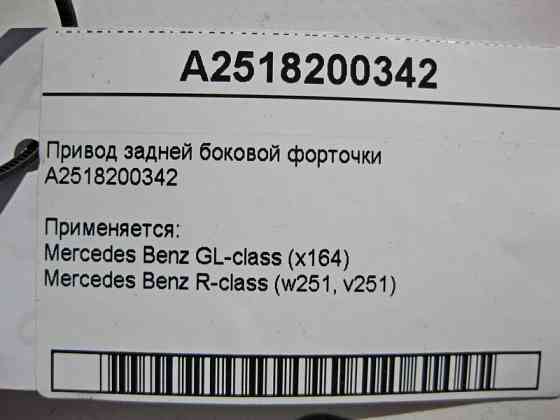 A2518200342
Привод задней боковой форточки
A2518200342
Применяется:
Mercedes Benz GL-class (x164)
Mercedes Benz R-class (w251, v251)